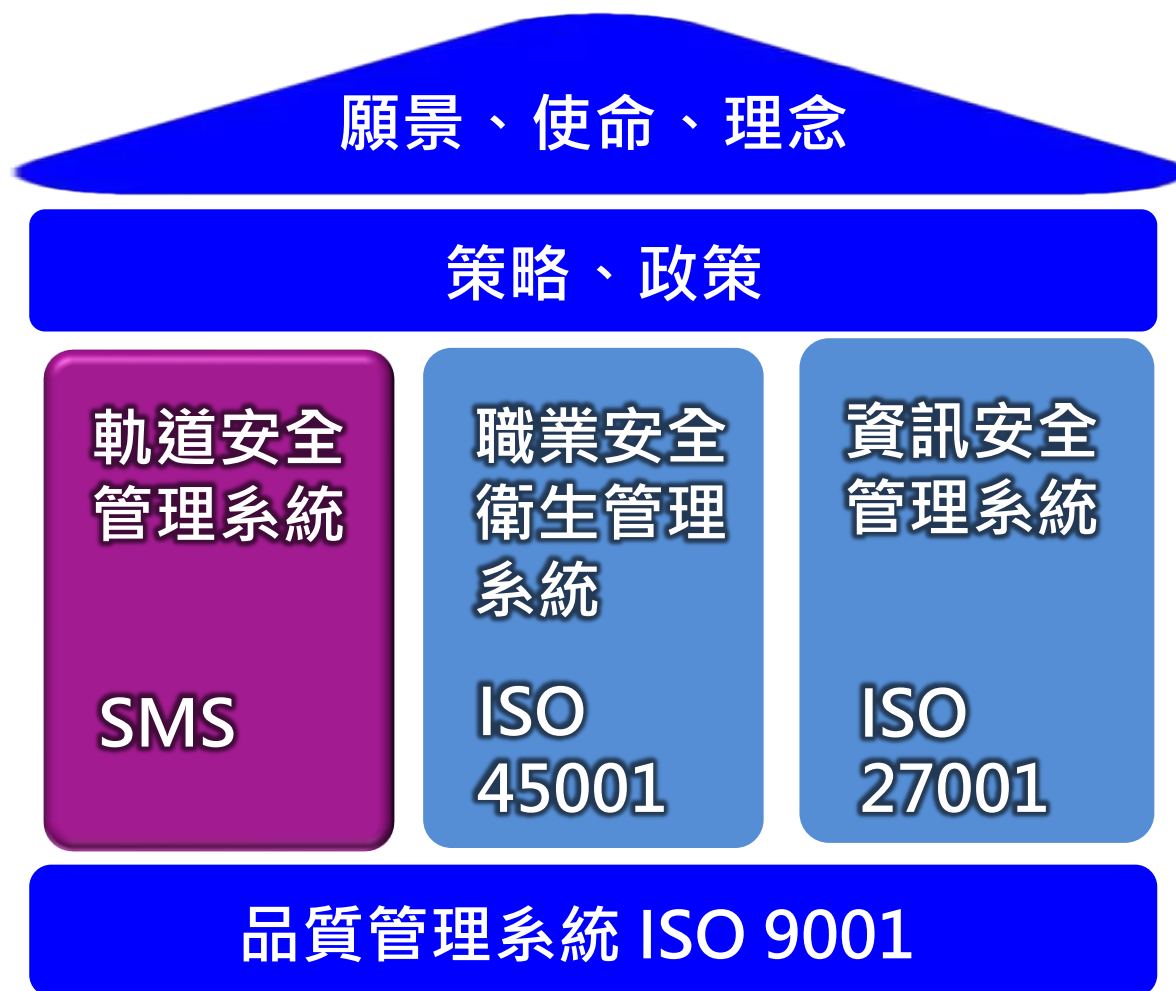 願景、使命、理念
策略、政策
軌道安全
管理系統
SMS
職業安全
衛生管理
系統
ISO
45001
資訊安全
管理系統
ISO
27001
品質管理系統 ISO 9001